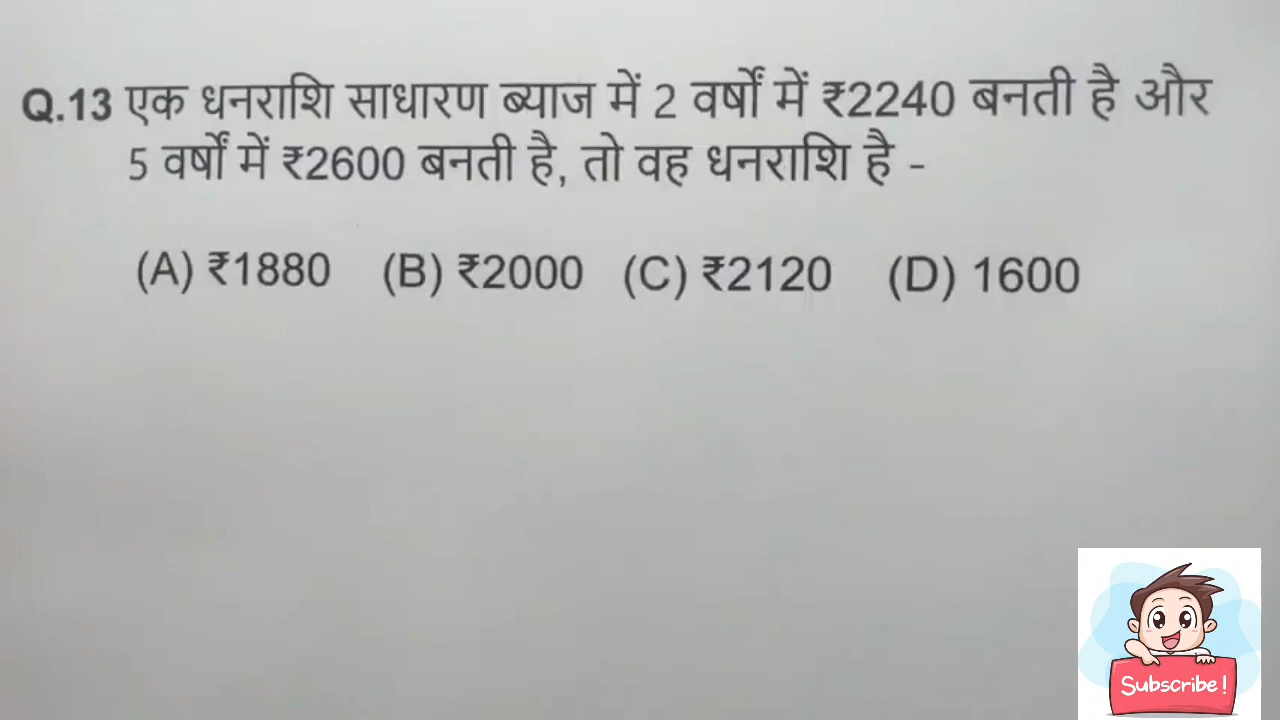 Q.13 एक धनराशि साधारण ब्याज में 2 वर्षों में ₹2240 बनती है और
5 वर्षों में ₹2600 बनती है, तो वह धनराशि है -
(A) ₹1880 (B) ₹2000 (C) ₹2120 (D) 1600
Subscribe!